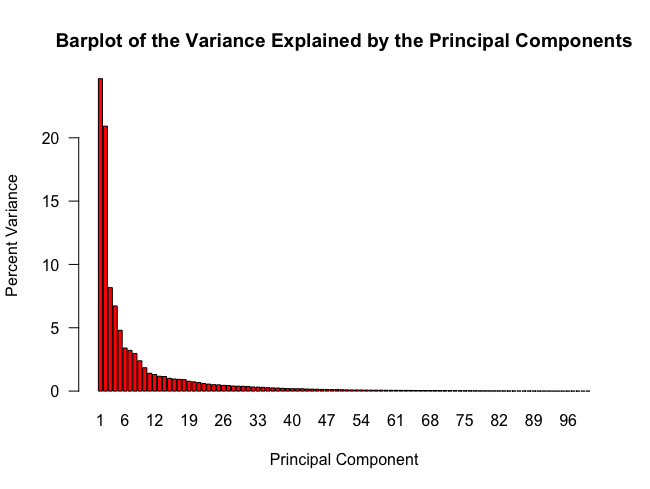 Barplot of the Variance Explained by the Principal Components
Percent Variance
20
15
10
5
0
1 6 12 19 26 33 40 47 54 61 68 75 82 89 96
Principal Component